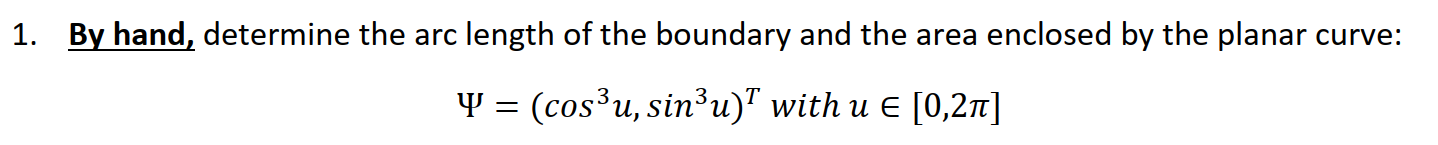 1. By hand, determine the arc length of the boundary and the area enclosed by the planar curve:
Ψ = (cos³u, sin³u)ᵀ with u ∈ [0,2π]